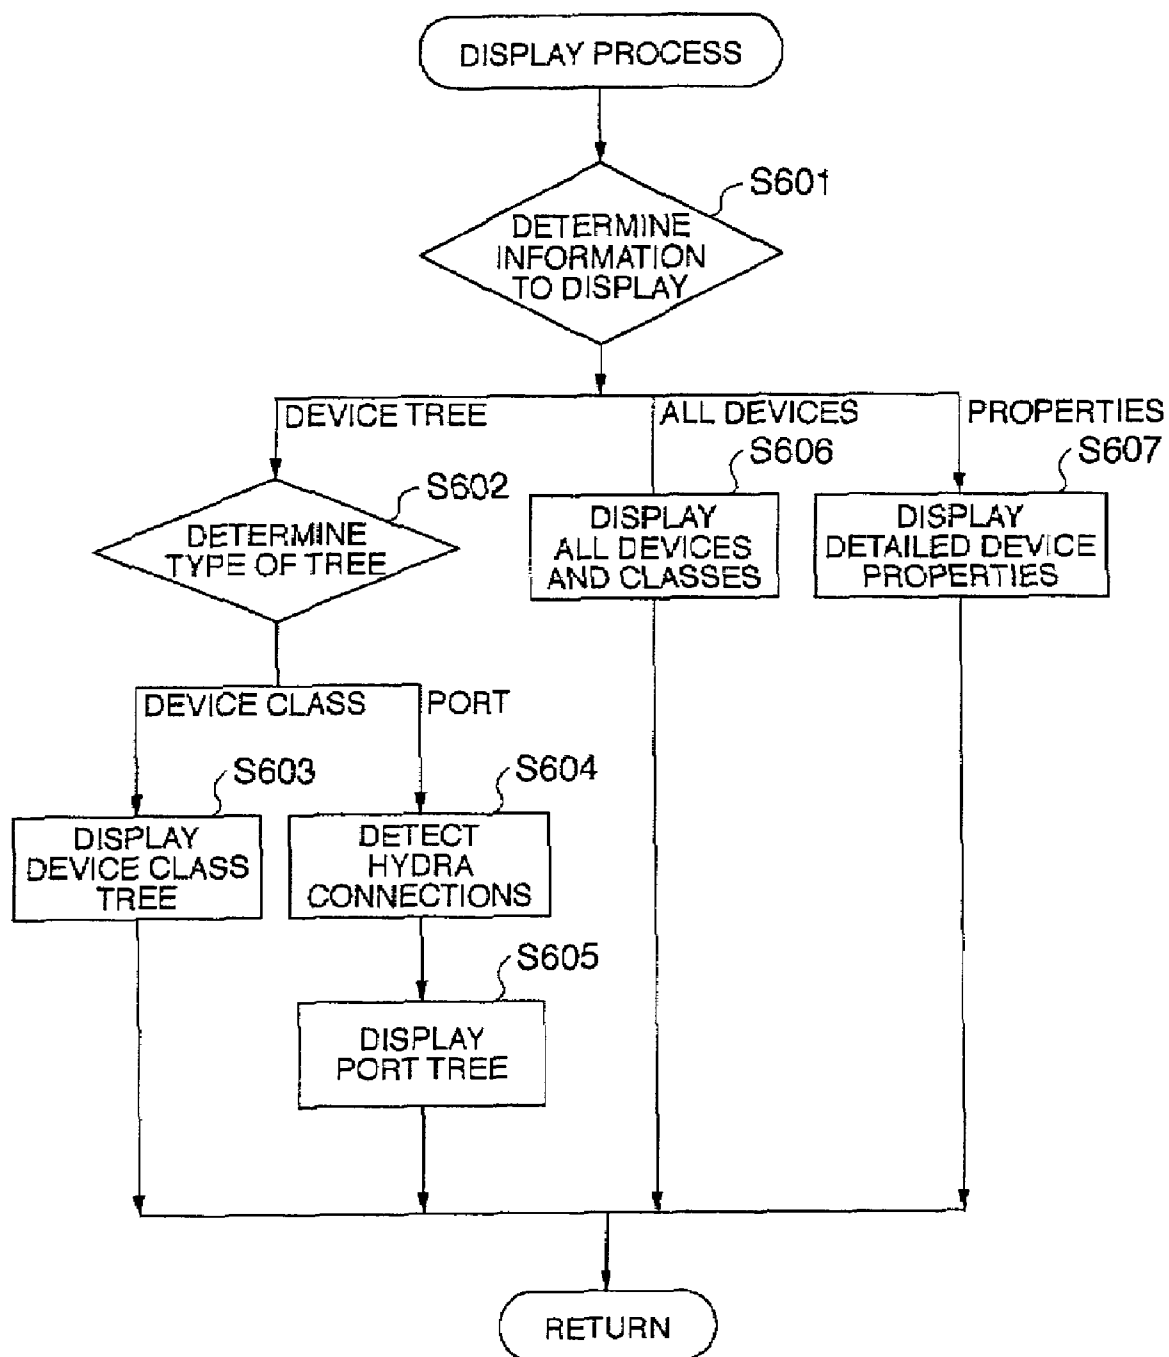 DISPLAY PROCESS
S601
DETERMINE
INFORMATION
TO DISPLAY
DEVICE TREE
ALL DEVICES
PROPERTIES
S602
DETERMINE
TYPE OF TREE
S606
DISPLAY
ALL DEVICES
AND CLASSES
S607
DISPLAY
DETAILED DEVICE
PROPERTIES
DEVICE CLASS
PORT
S603
DISPLAY
DEVICE CLASS
TREE
S604
DETECT
HYDRA
CONNECTIONS
S605
DISPLAY
PORT TREE
RETURN